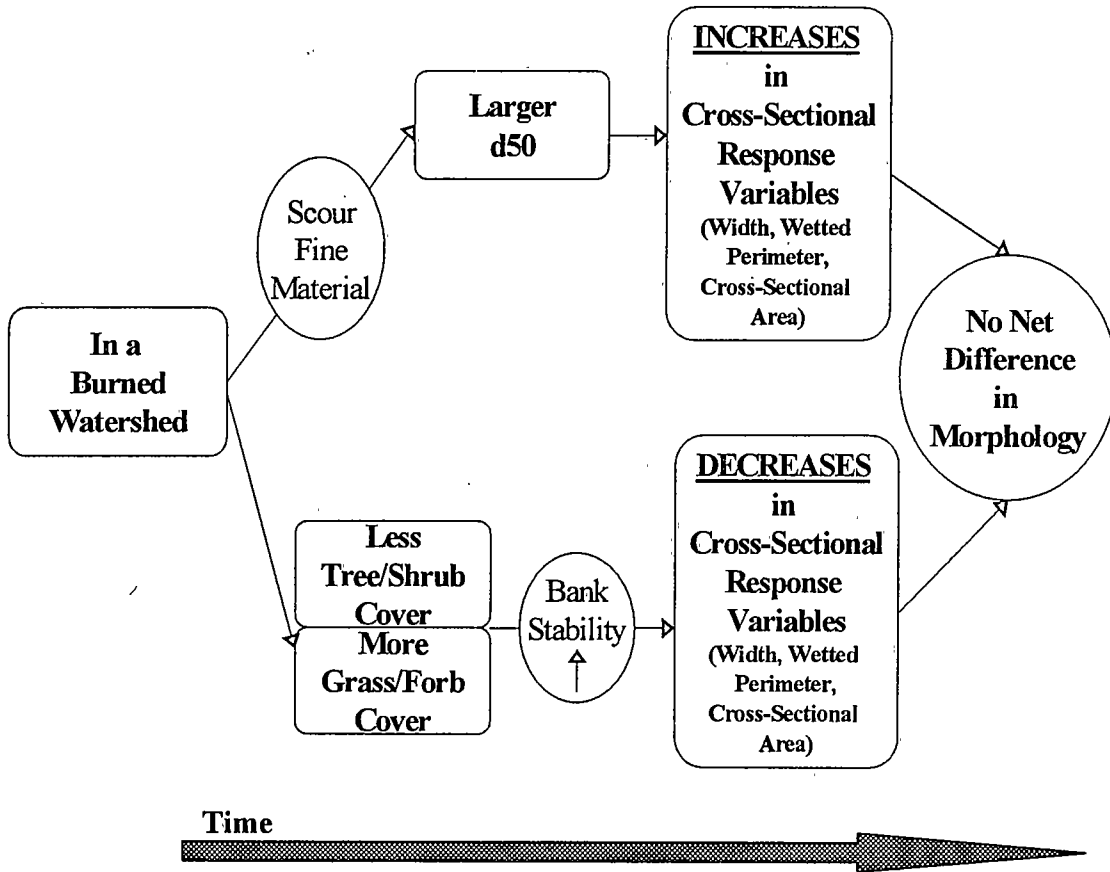 In a
Burned
Watershed
Scour
Fine
Material
Larger
d50
INCREASES
in
Cross-Sectional
Response
Variables
(Width, Wetted
Perimeter,
Cross-Sectional
Area)
Less
Tree/Shrub
Cover
More
Grass/Forb
Cover
Bank
Stability
DECREASES
in
Cross-Sectional
Response
Variables
(Width, Wetted
Perimeter,
Cross-Sectional
Area)
No Net
Difference
in
Morphology
Time